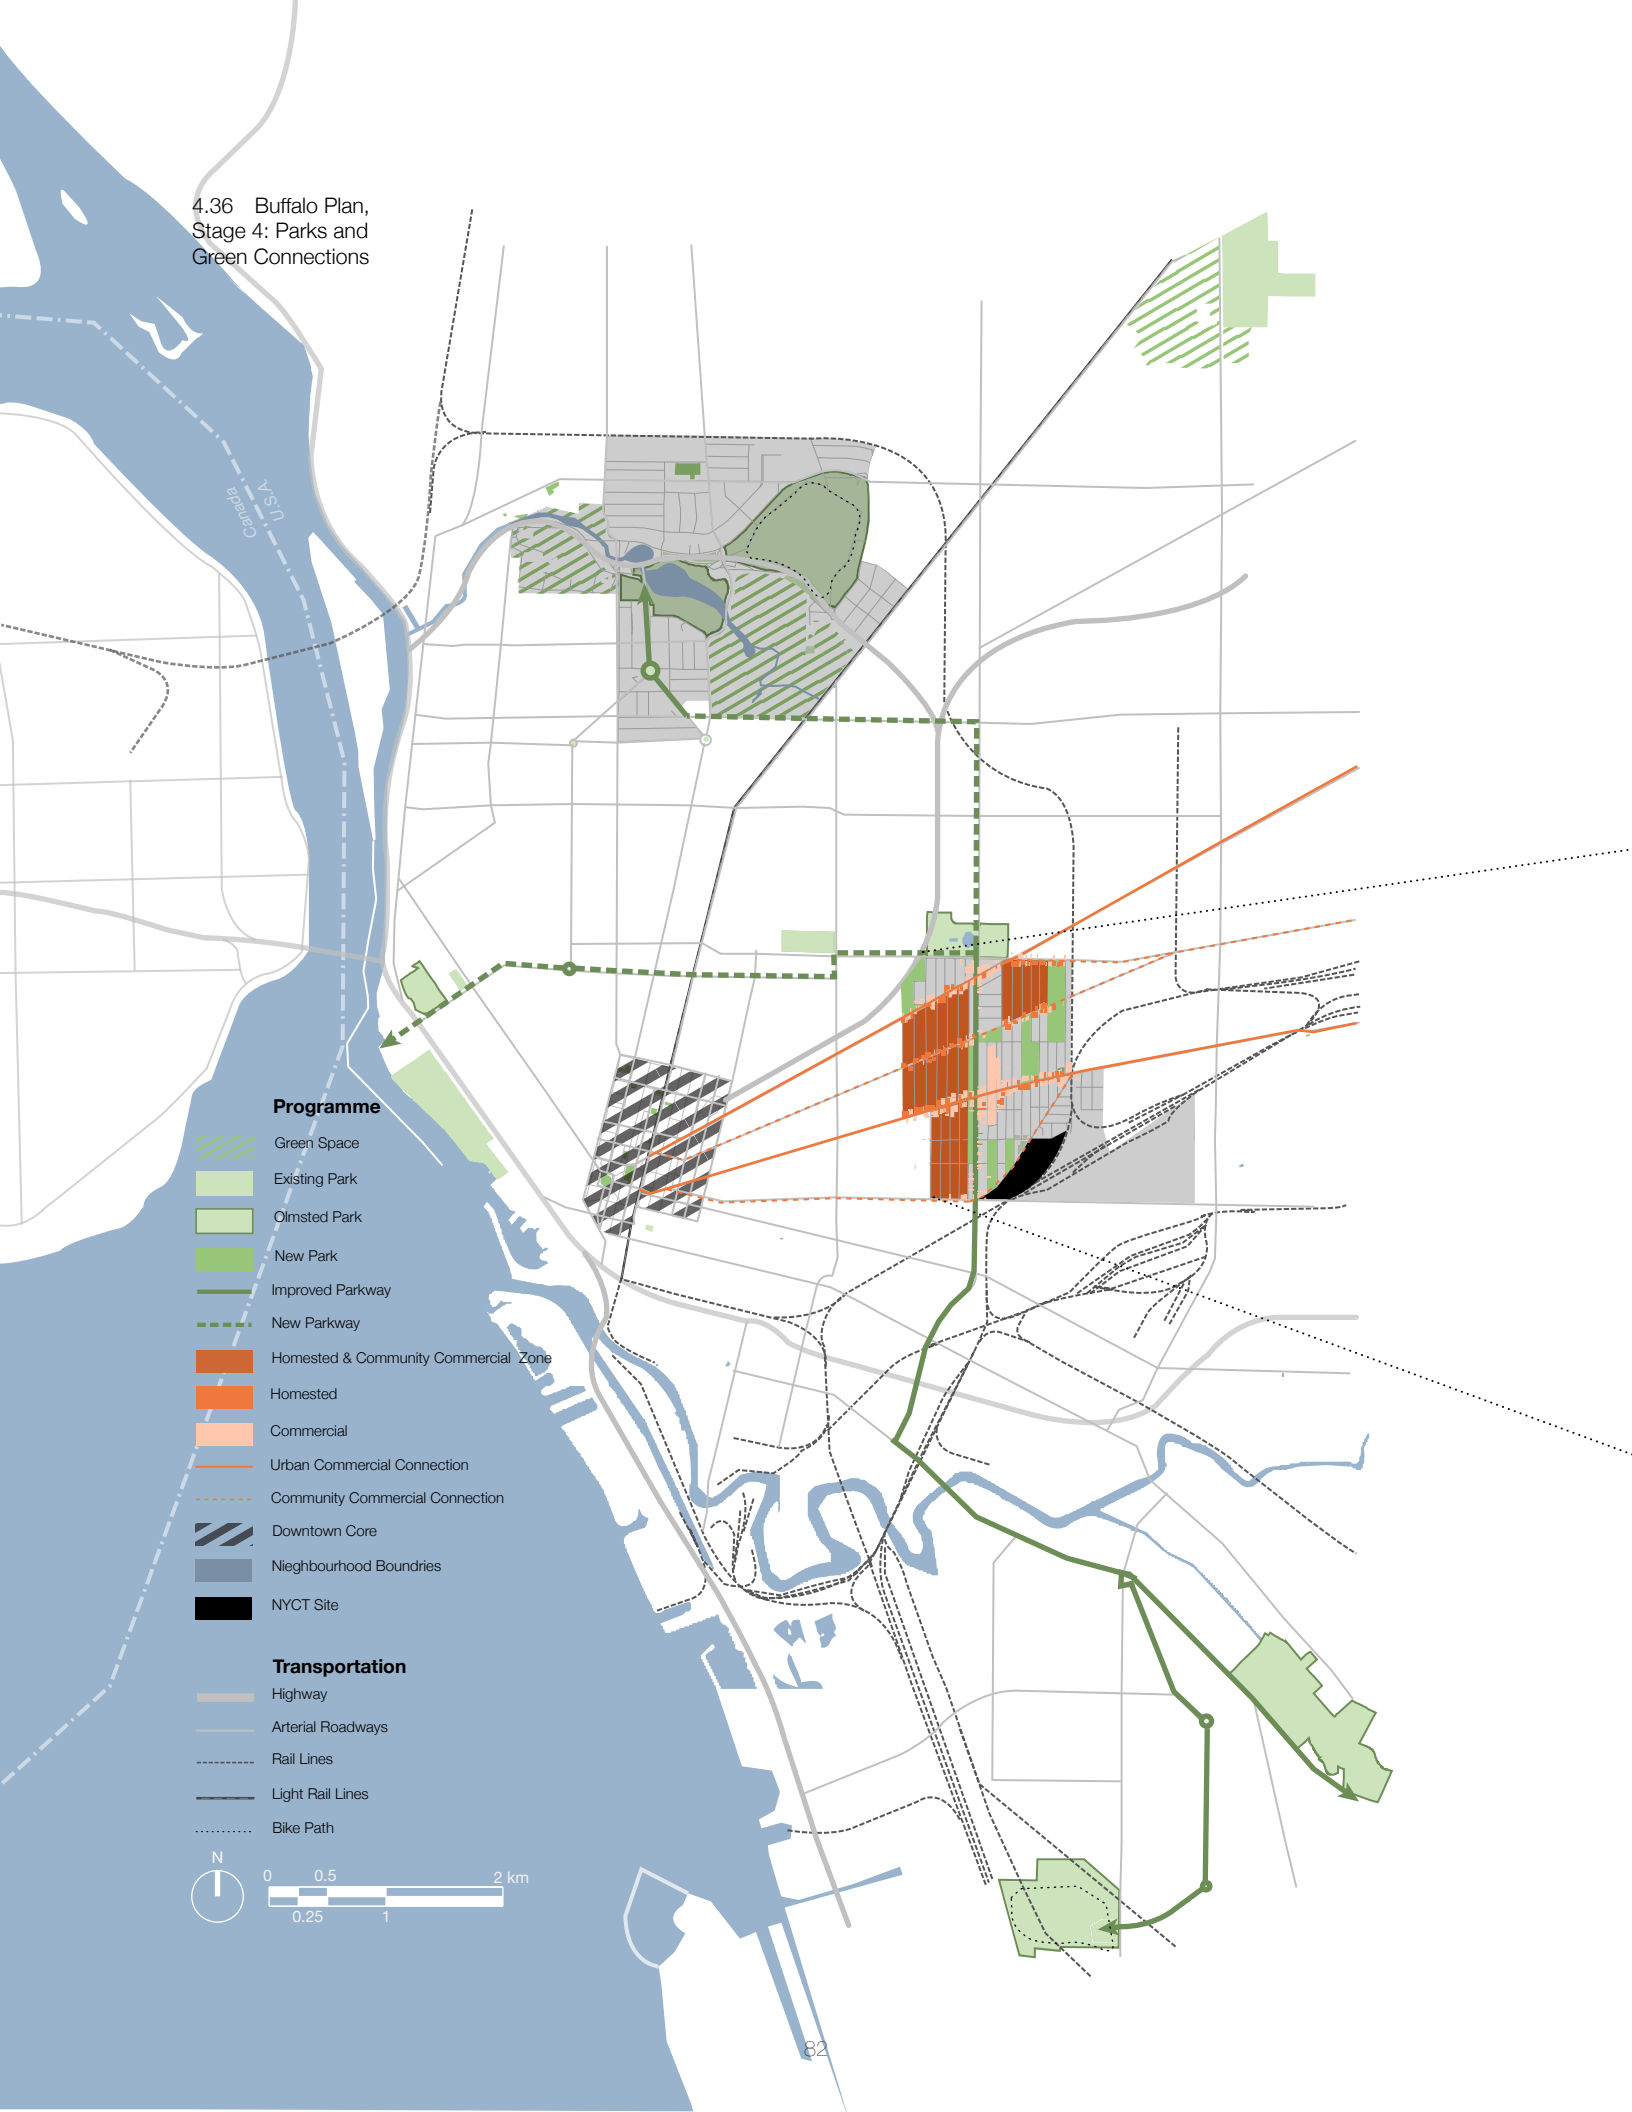 4.36 Buffalo Plan,
Stage 4: Parks and
Green Connections
Canada
U.S.A.
Programme
Green Space
Existing Park
Olmsted Park
New Park
Improved Parkway
New Parkway
Homested & Community Commercial Zone
Homested
Commercial
Urban Commercial Connection
Community Commercial Connection
Downtown Core
Nieghbourhood Boundries
NYCT Site
Transportation
Highway
Arterial Roadways
Rail Lines
Light Rail Lines
Bike Path
N
0 0.5 2 km
0.25 1
82